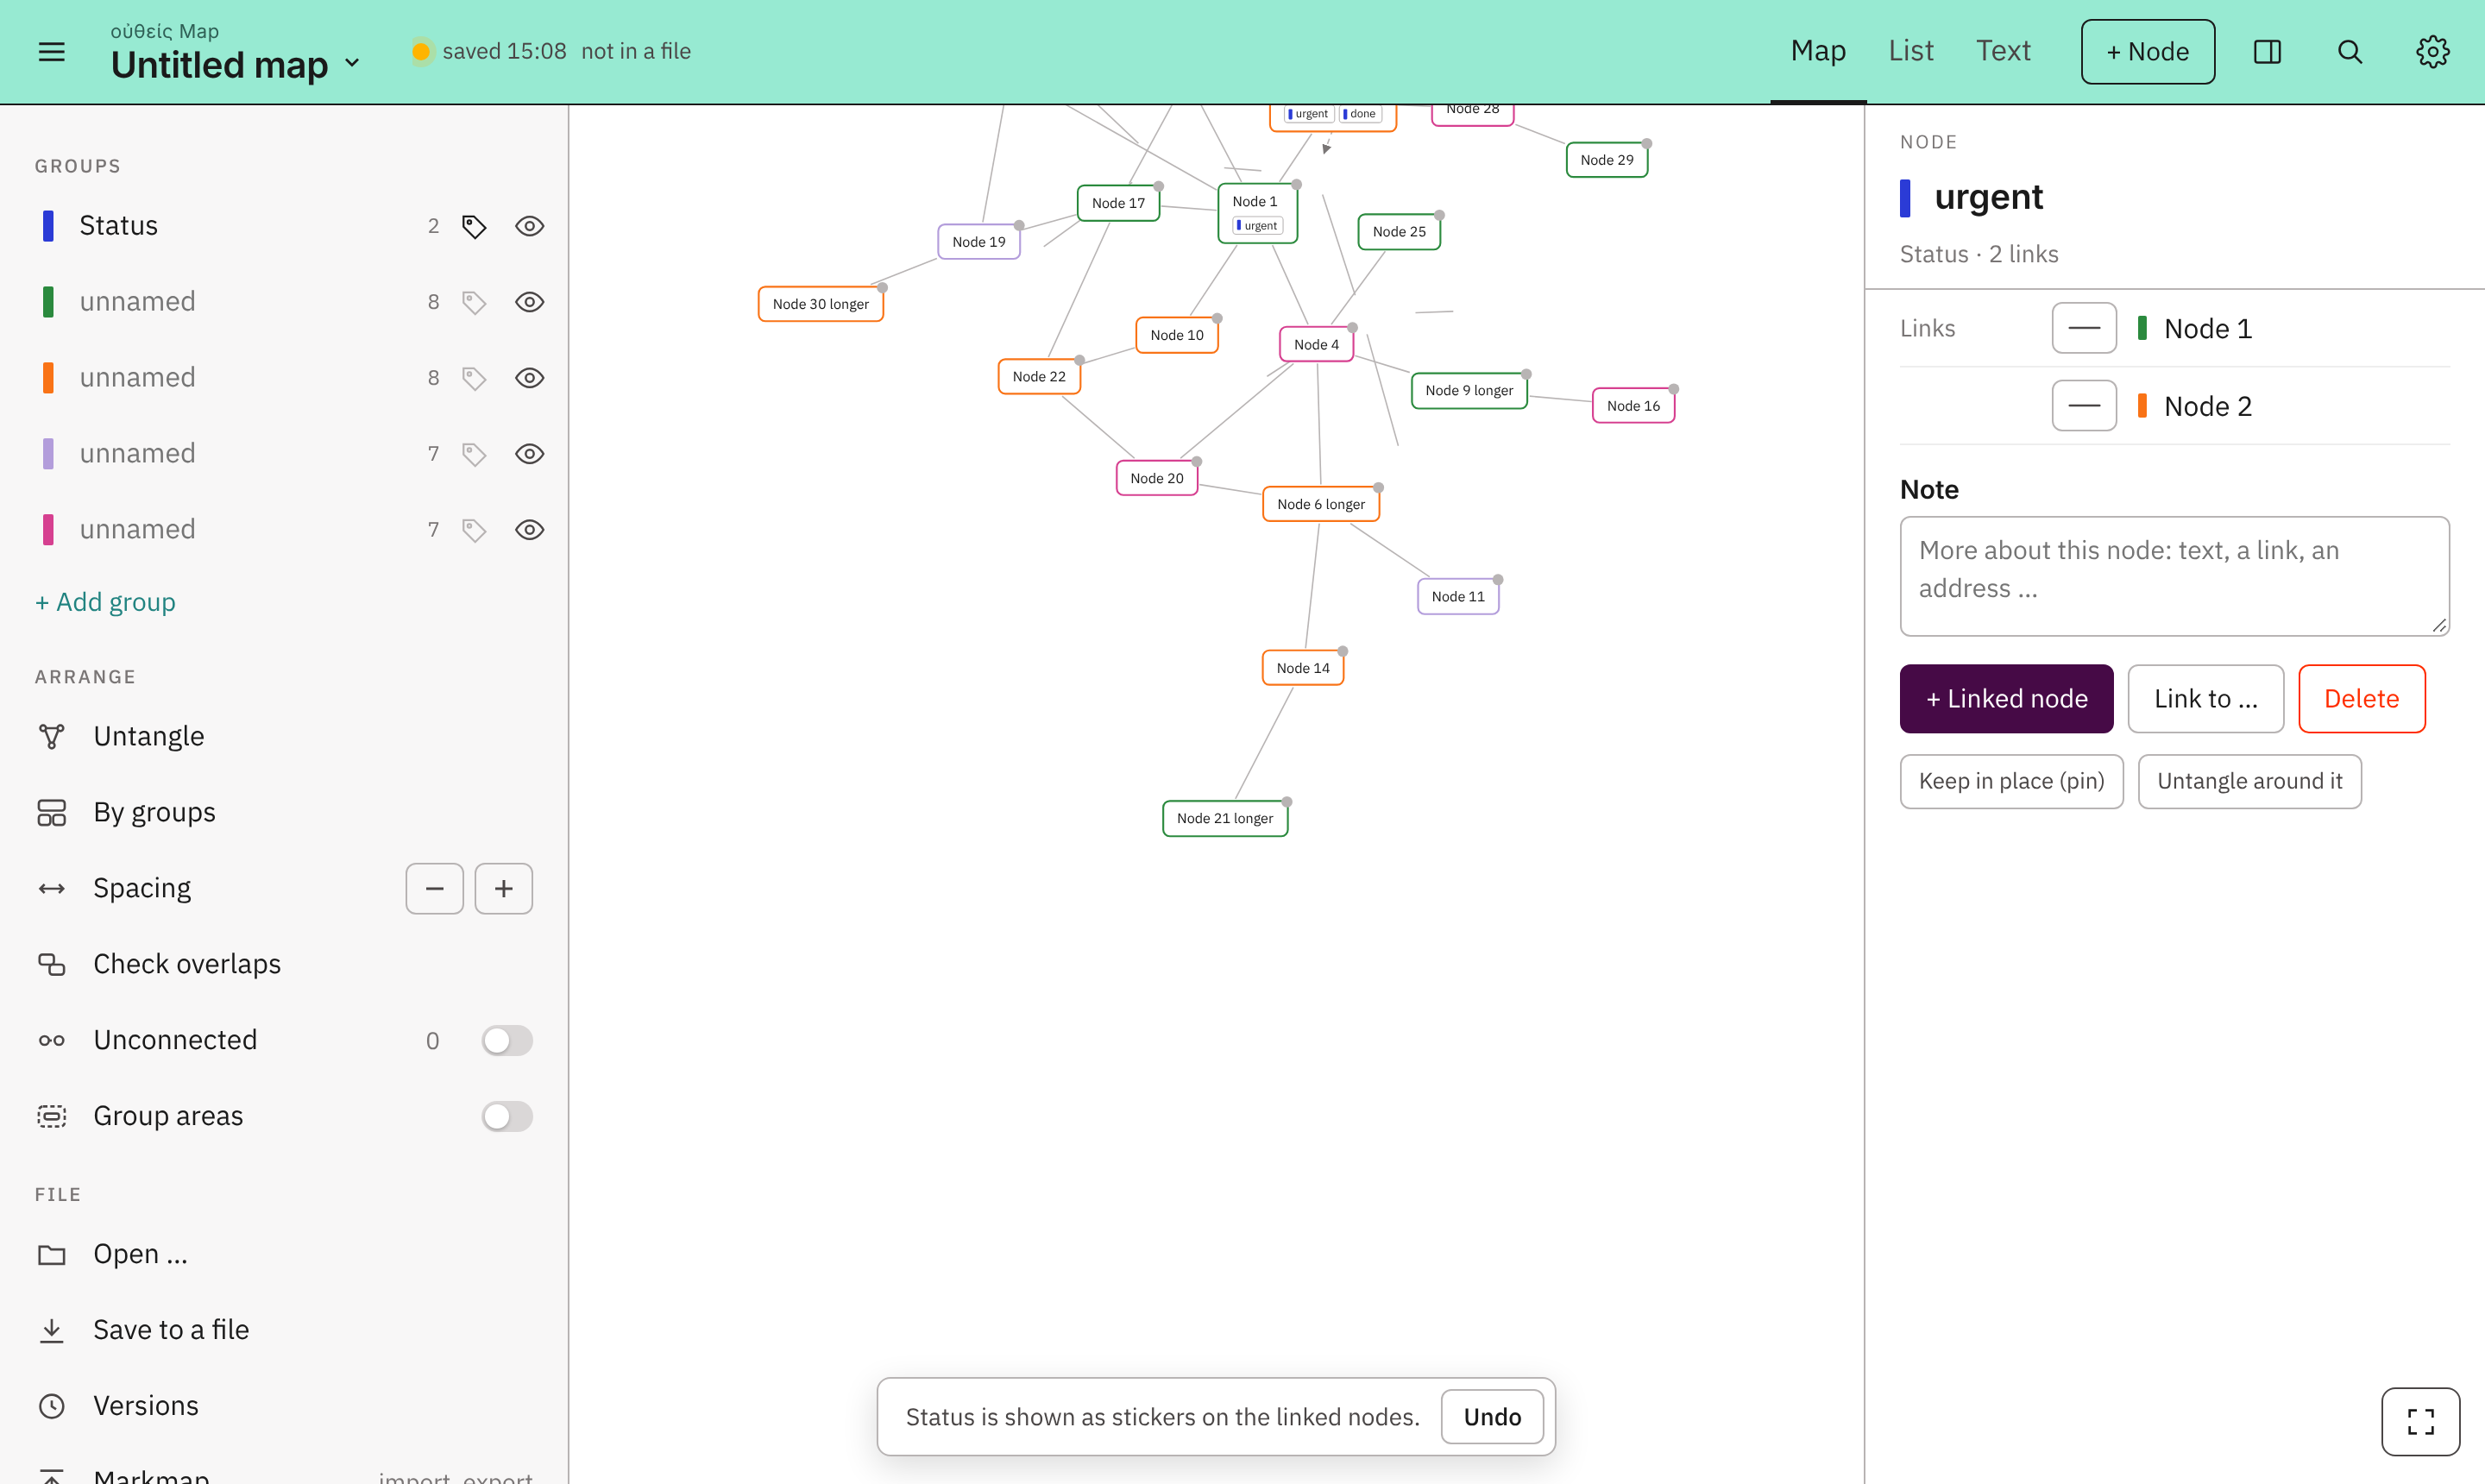 οὐθείς Map
Untitled map
saved 15:08 not in a file
Map List Text + Node
GROUPS
Status 2
unnamed 8
unnamed 8
unnamed 7
unnamed 7
+ Add group
ARRANGE
Untangle
By groups
Spacing − +
Check overlaps
Unconnected 0
Group areas
FILE
Open ...
Save to a file
Versions
Markmap import, export
urgent done
Node 28
Node 29
Node 17
Node 1
urgent
Node 25
Node 19
Node 30 longer
Node 10
Node 4
Node 22
Node 9 longer
Node 16
Node 20
Node 6 longer
Node 11
Node 14
Node 21 longer
Status is shown as stickers on the linked nodes. Undo
NODE
urgent
Status · 2 links
Links — Node 1
— Node 2
Note
More about this node: text, a link, an
address ...
+ Linked node Link to ... Delete
Keep in place (pin) Untangle around it